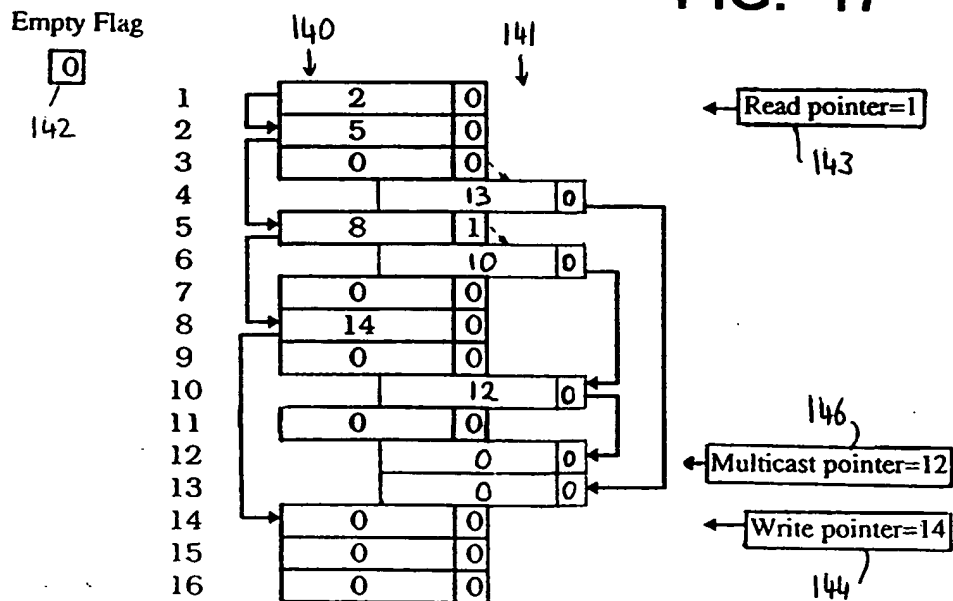 FIG. 17
Empty Flag
0
142
140
141
1 2 0
2 5 0
3 0 0
4 13 0
5 8 1
6 10 0
7 0 0
8 14 0
9 0 0
10 12 0
11 0 0
12 0 0
13 0 0
14 0 0
15 0 0
16 0 0
Read pointer=1
143
146
Multicast pointer=12
Write pointer=14
144